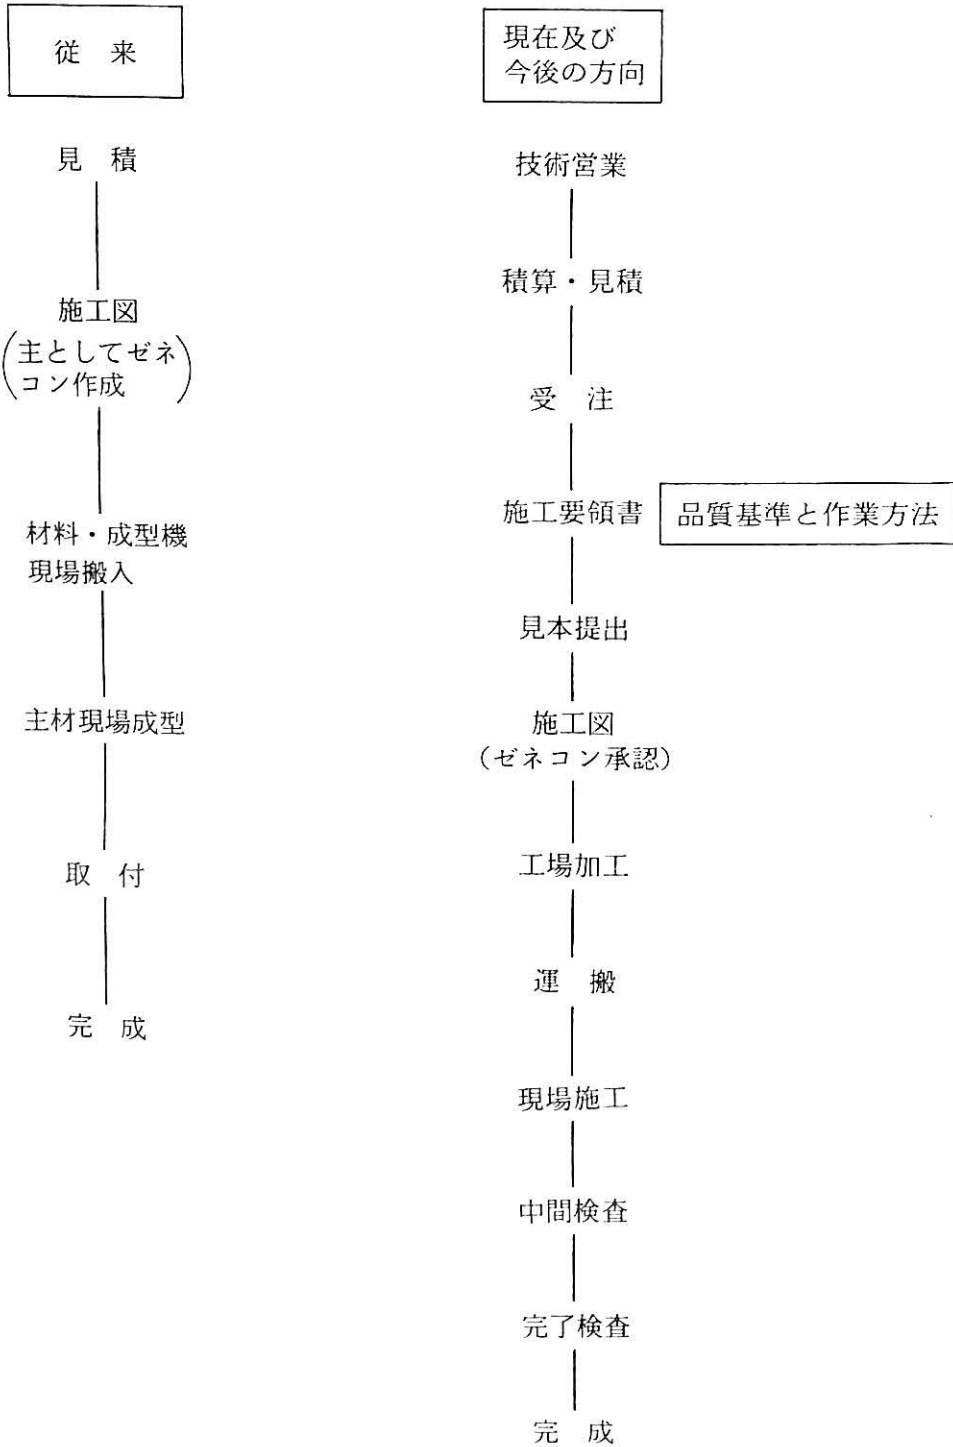 従 来
見 積
施工図
(主としてゼネ
コン作成)
材料・成型機
現場搬入
主材現場成型
取 付
完 成
現在及び
今後の方向
技術営業
積算・見積
受 注
施工要領書
品質基準と作業方法
見本提出
施工図
(ゼネコン承認)
工場加工
運 搬
現場施工
中間検査
完了検査
完 成